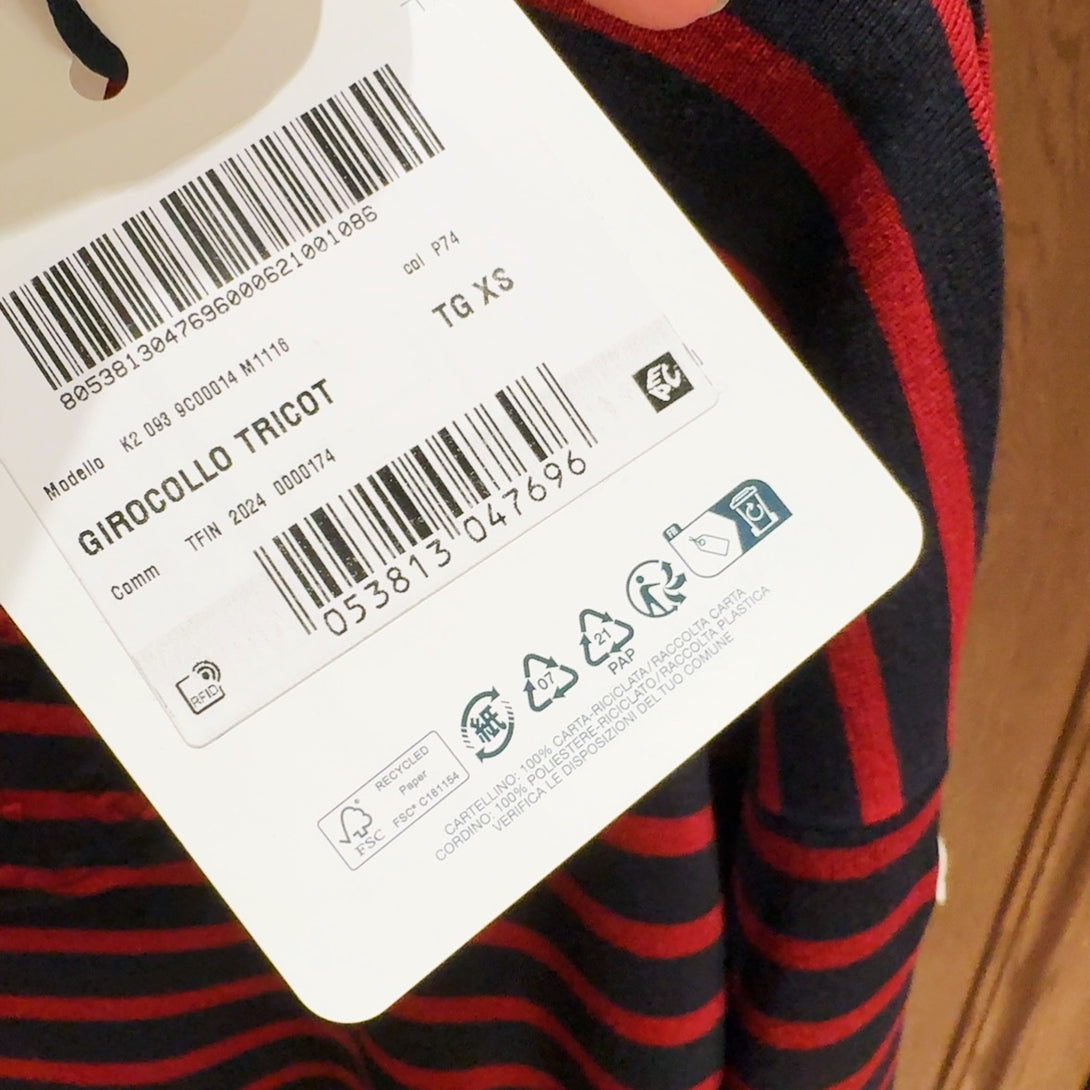 8053813047696000621001086
col P74
TG XS
Modello K2 093 9C00014 M1116
GIROCOLLO TRICOT
Comm TFIN 2024 0000174
053813 047696
RFID
紙
07
21
PAP
RECYCLED
Paper
FSC® C181154
FSC
CARTELLINO: 100% CARTA-RICICLATA/RACCOLTA CARTA
CORDINO: 100% POLIESTERE-RICICLATO/RACCOLTA PLASTICA
VERIFICA LE DISPOSIZIONI DEL TUO COMUNE